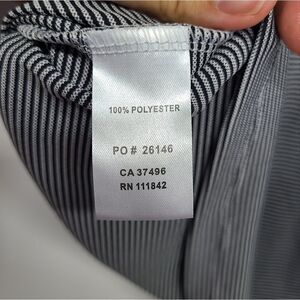 100% POLYESTER
PO # 26146
CA 37496
RN 111842